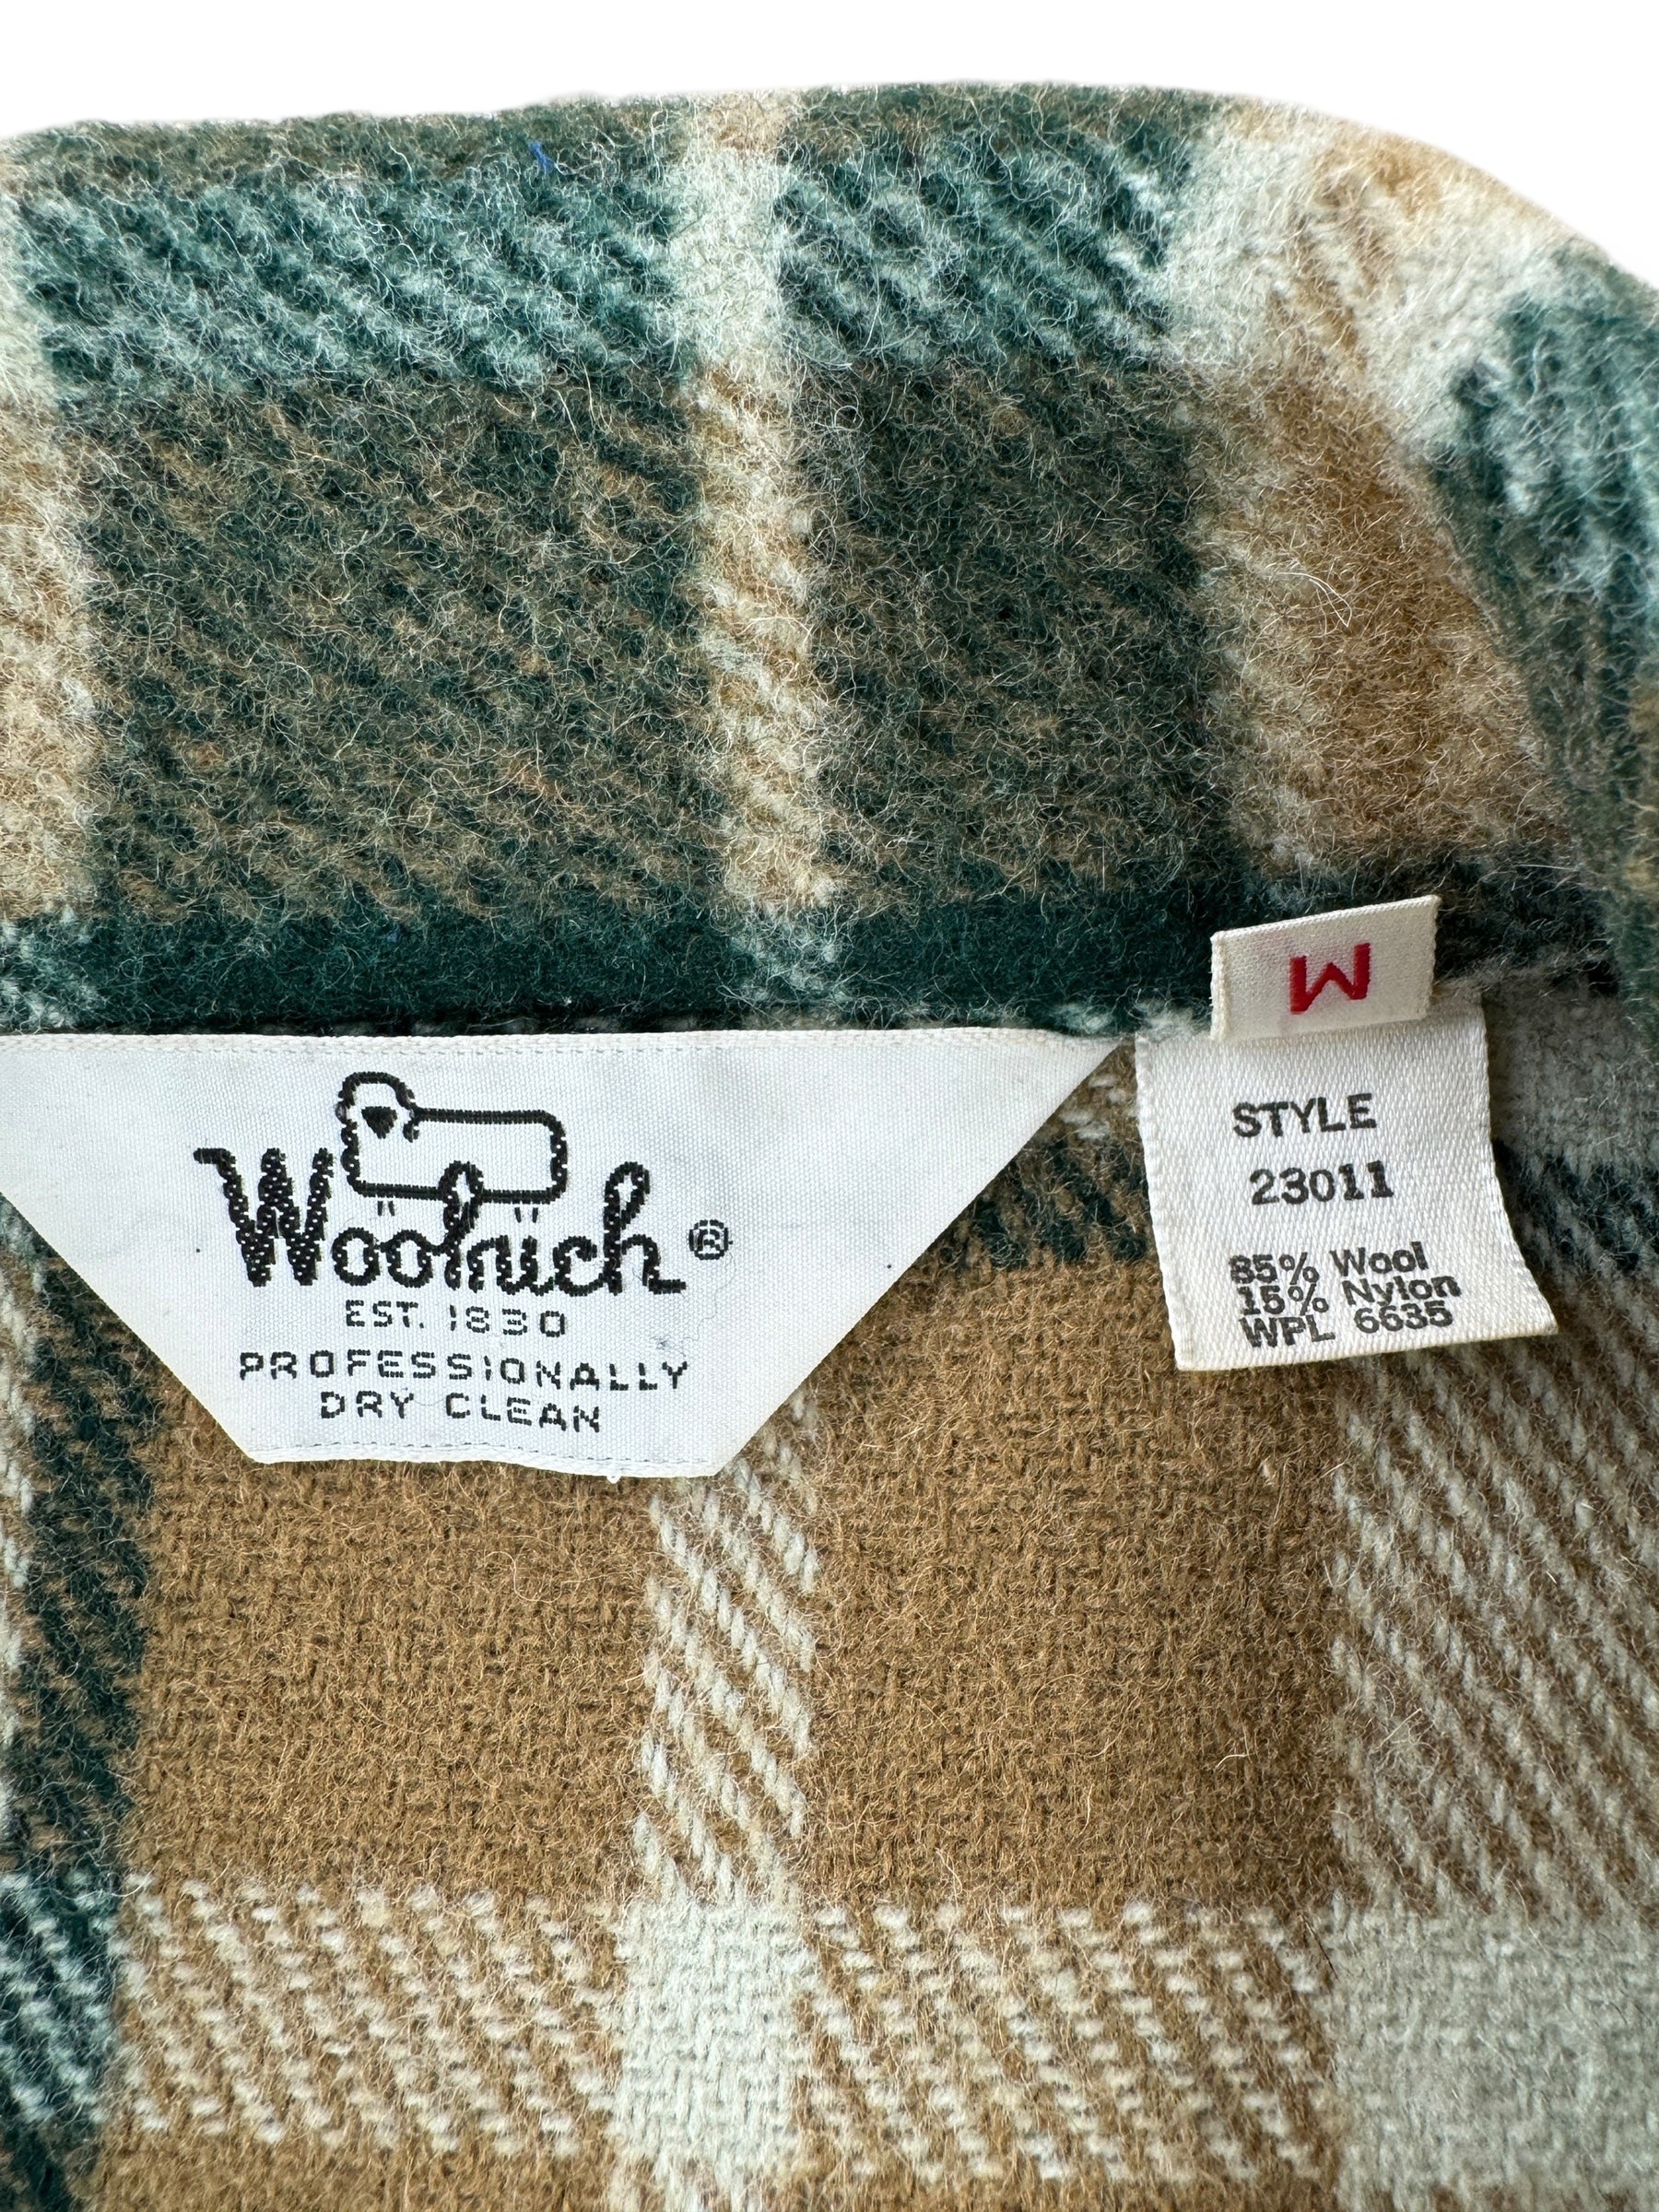 Woolrich®
EST. 1830
PROFESSIONALLY
DRY CLEAN
M
STYLE
23011
85% Wool
15% Nylon
WPL 6635